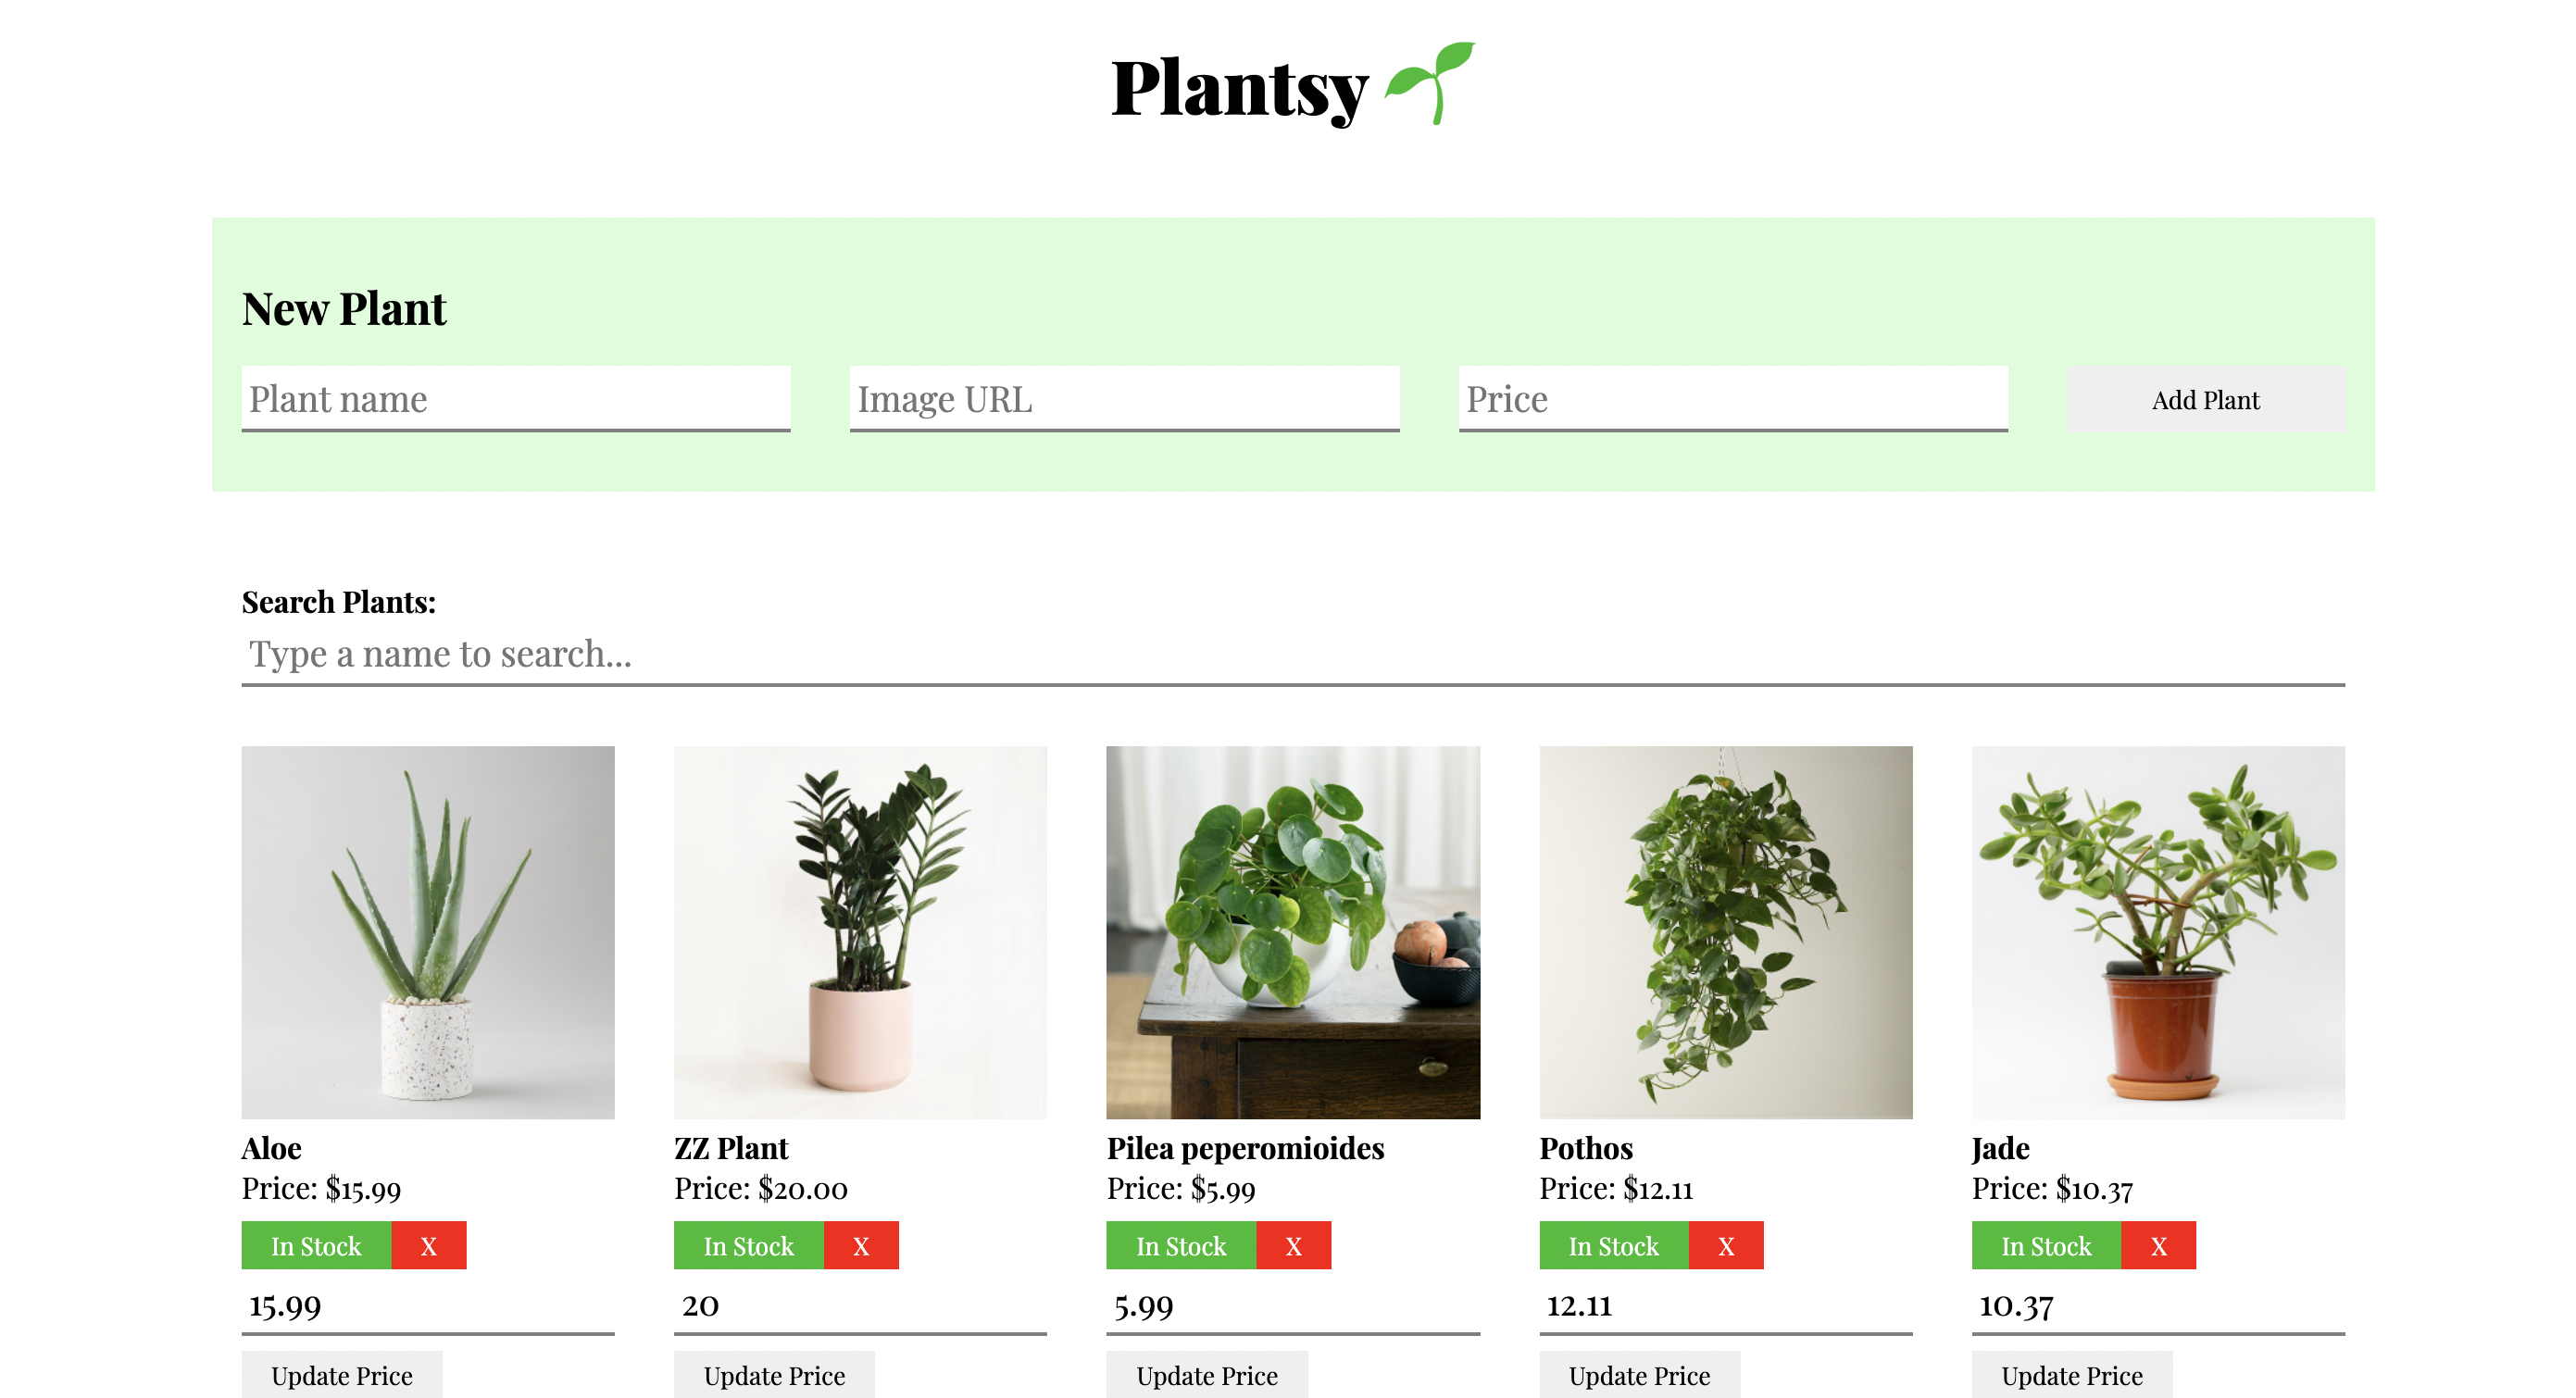 Plantsy
New Plant
Plant name
Image URL
Price
Add Plant
Search Plants:
Type a name to search...
Aloe
Price: $15.99
In Stock
X
15.99
Update Price
ZZ Plant
Price: $20.00
In Stock
X
20
Update Price
Pilea peperomioides
Price: $5.99
In Stock
X
5.99
Update Price
Pothos
Price: $12.11
In Stock
X
12.11
Update Price
Jade
Price: $10.37
In Stock
X
10.37
Update Price